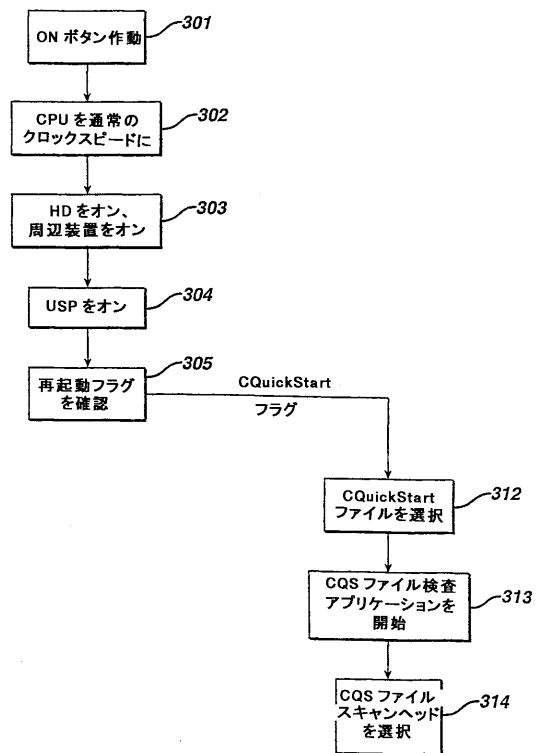 301
ON ボタン作動
302
CPU を通常の
クロックスピードに
303
HD をオン、
周辺装置をオン
304
USP をオン
305
再起動フラグ
を確認
CQuickStart
フラグ
312
CQuickStart
ファイルを選択
313
CQS ファイル検査
アプリケーションを
開始
314
CQS ファイル
スキャンヘッド
を選択